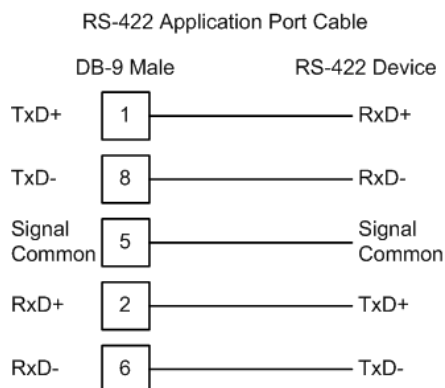 RS-422 Application Port Cable
DB-9 Male RS-422 Device
TxD+ 1 RxD+
TxD- 8 RxD-
Signal Common 5 Signal Common
RxD+ 2 TxD+
RxD- 6 TxD-